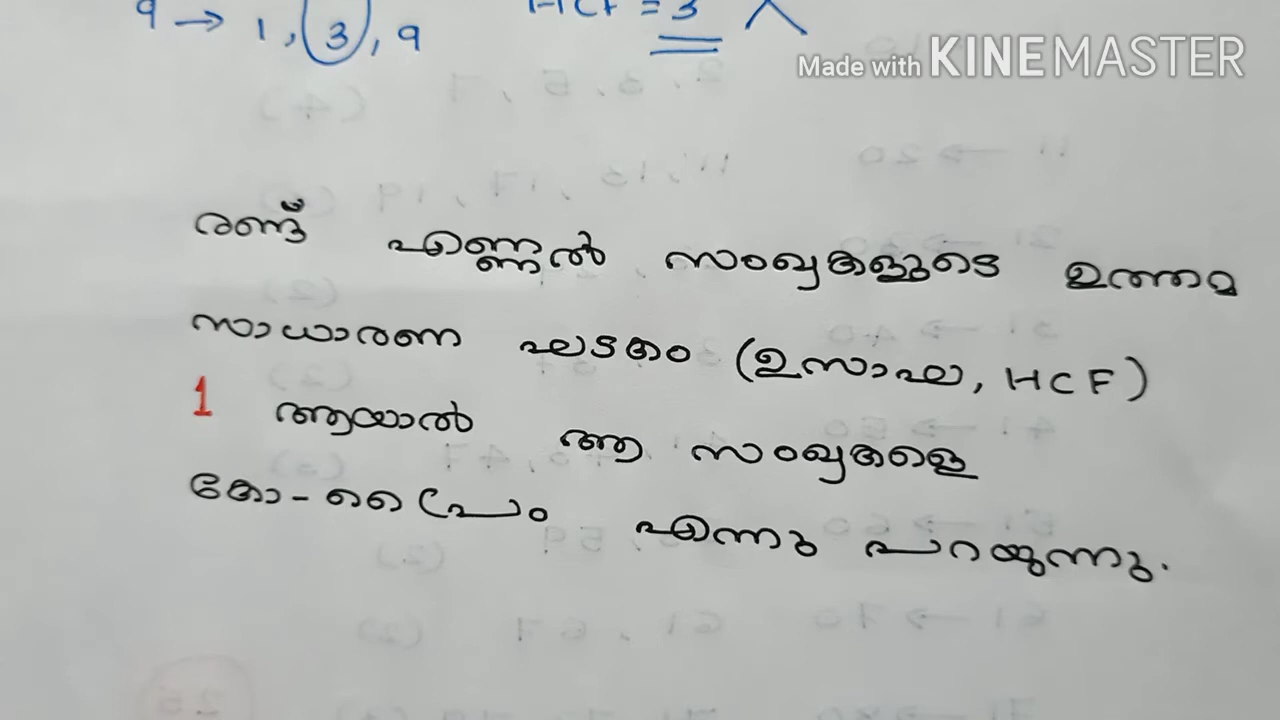 9 → 1, 3, 9
HCF = 3
Made with KINEMASTER
രണ്ട് എണ്ണൽ സംഖ്യകളുടെ ഉത്തമ
സാധാരണ ഘടകം (ഉസാഘ, HCF)
1 ആയാൽ ആ സംഖ്യകളെ
കോ-പ്രൈം എന്നു പറയുന്നു.